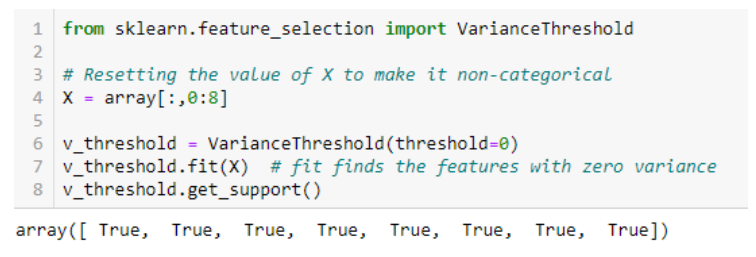 1 from sklearn.feature_selection import VarianceThreshold
2
3 # Resetting the value of X to make it non-categorical
4 X = array[:,0:8]
5
6 v_threshold = VarianceThreshold(threshold=0)
7 v_threshold.fit(X)  # fit finds the features with zero variance
8 v_threshold.get_support()
array([ True,  True,  True,  True,  True,  True,  True,  True])